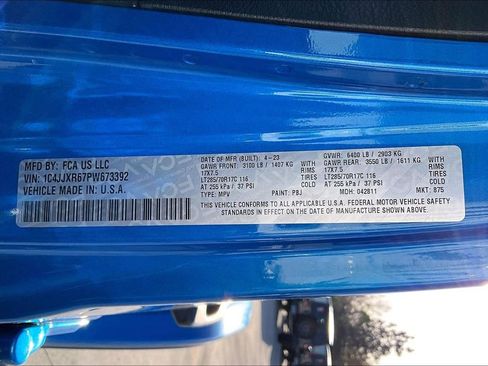 MFD BY: FCA US LLC
VIN: 1C4JJXR67PW673392
VEHICLE MADE IN: U.S.A.
DATE OF MFR (BUILT): 4-23 GVWR: 6400 LB / 2903 KG
GAWR FRONT: 3100 LB / 1407 KG GAWR REAR: 3550 LB / 1611 KG
17X7.5 RIMS 17X7.5 RIMS
LT285/70R17C 116 TIRES LT285/70R17C 116 TIRES
AT 255 kPa / 37 PSI COLD AT 255 kPa / 37 PSI COLD
TYPE: MPV PAINT: PBJ MDH: 042811 MKT: 875
THIS VEHICLE CONFORMS TO ALL APPLICABLE U.S.A. FEDERAL MOTOR VEHICLE SAFETY
STANDARDS IN EFFECT ON THE DATE OF MANUFACTURE SHOWN ABOVE.